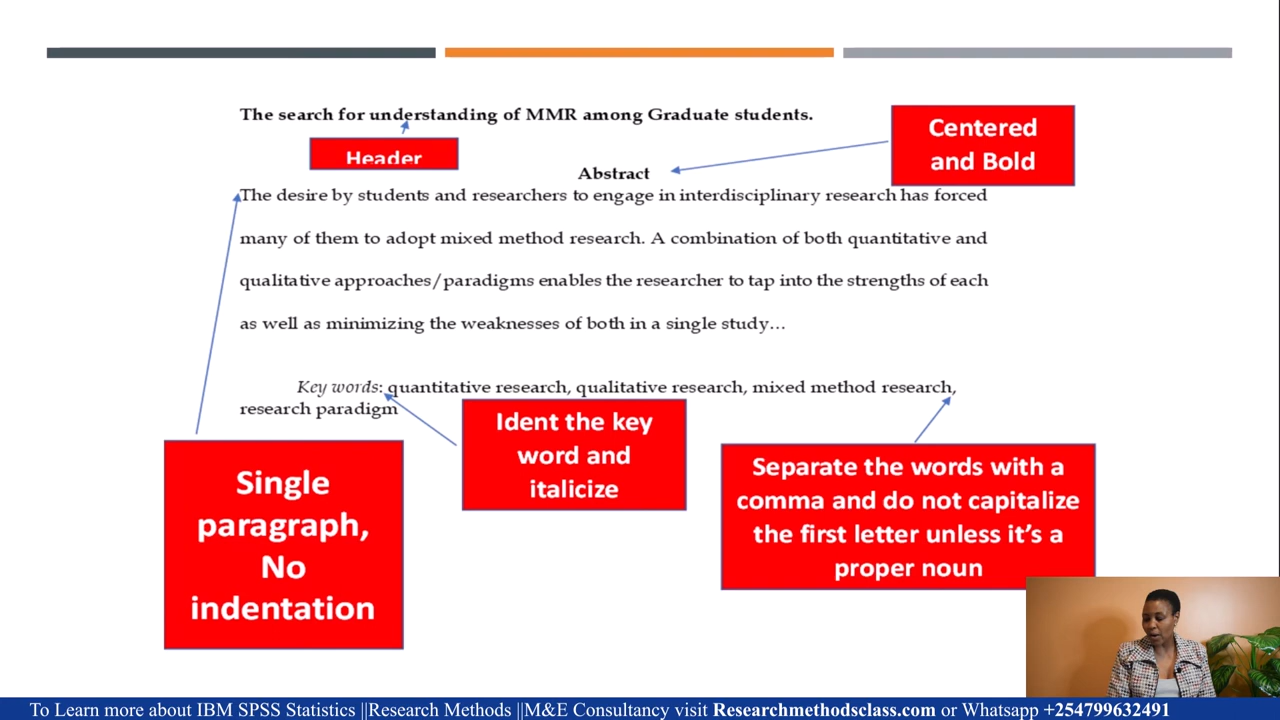 The search for understanding of MMR among Graduate students.
Header
Centered
and Bold
Abstract
The desire by students and researchers to engage in interdisciplinary research has forced
many of them to adopt mixed method research. A combination of both quantitative and
qualitative approaches/paradigms enables the researcher to tap into the strengths of each
as well as minimizing the weaknesses of both in a single study…
Key words: quantitative research, qualitative research, mixed method research,
research paradigm
Ident the key
word and
italicize
Single
paragraph,
No
indentation
Separate the words with a
comma and do not capitalize
the first letter unless it's a
proper noun
To Learn more about IBM SPSS Statistics ||Research Methods ||M&E Consultancy visit Researchmethodsclass.com or Whatsapp +254799632491